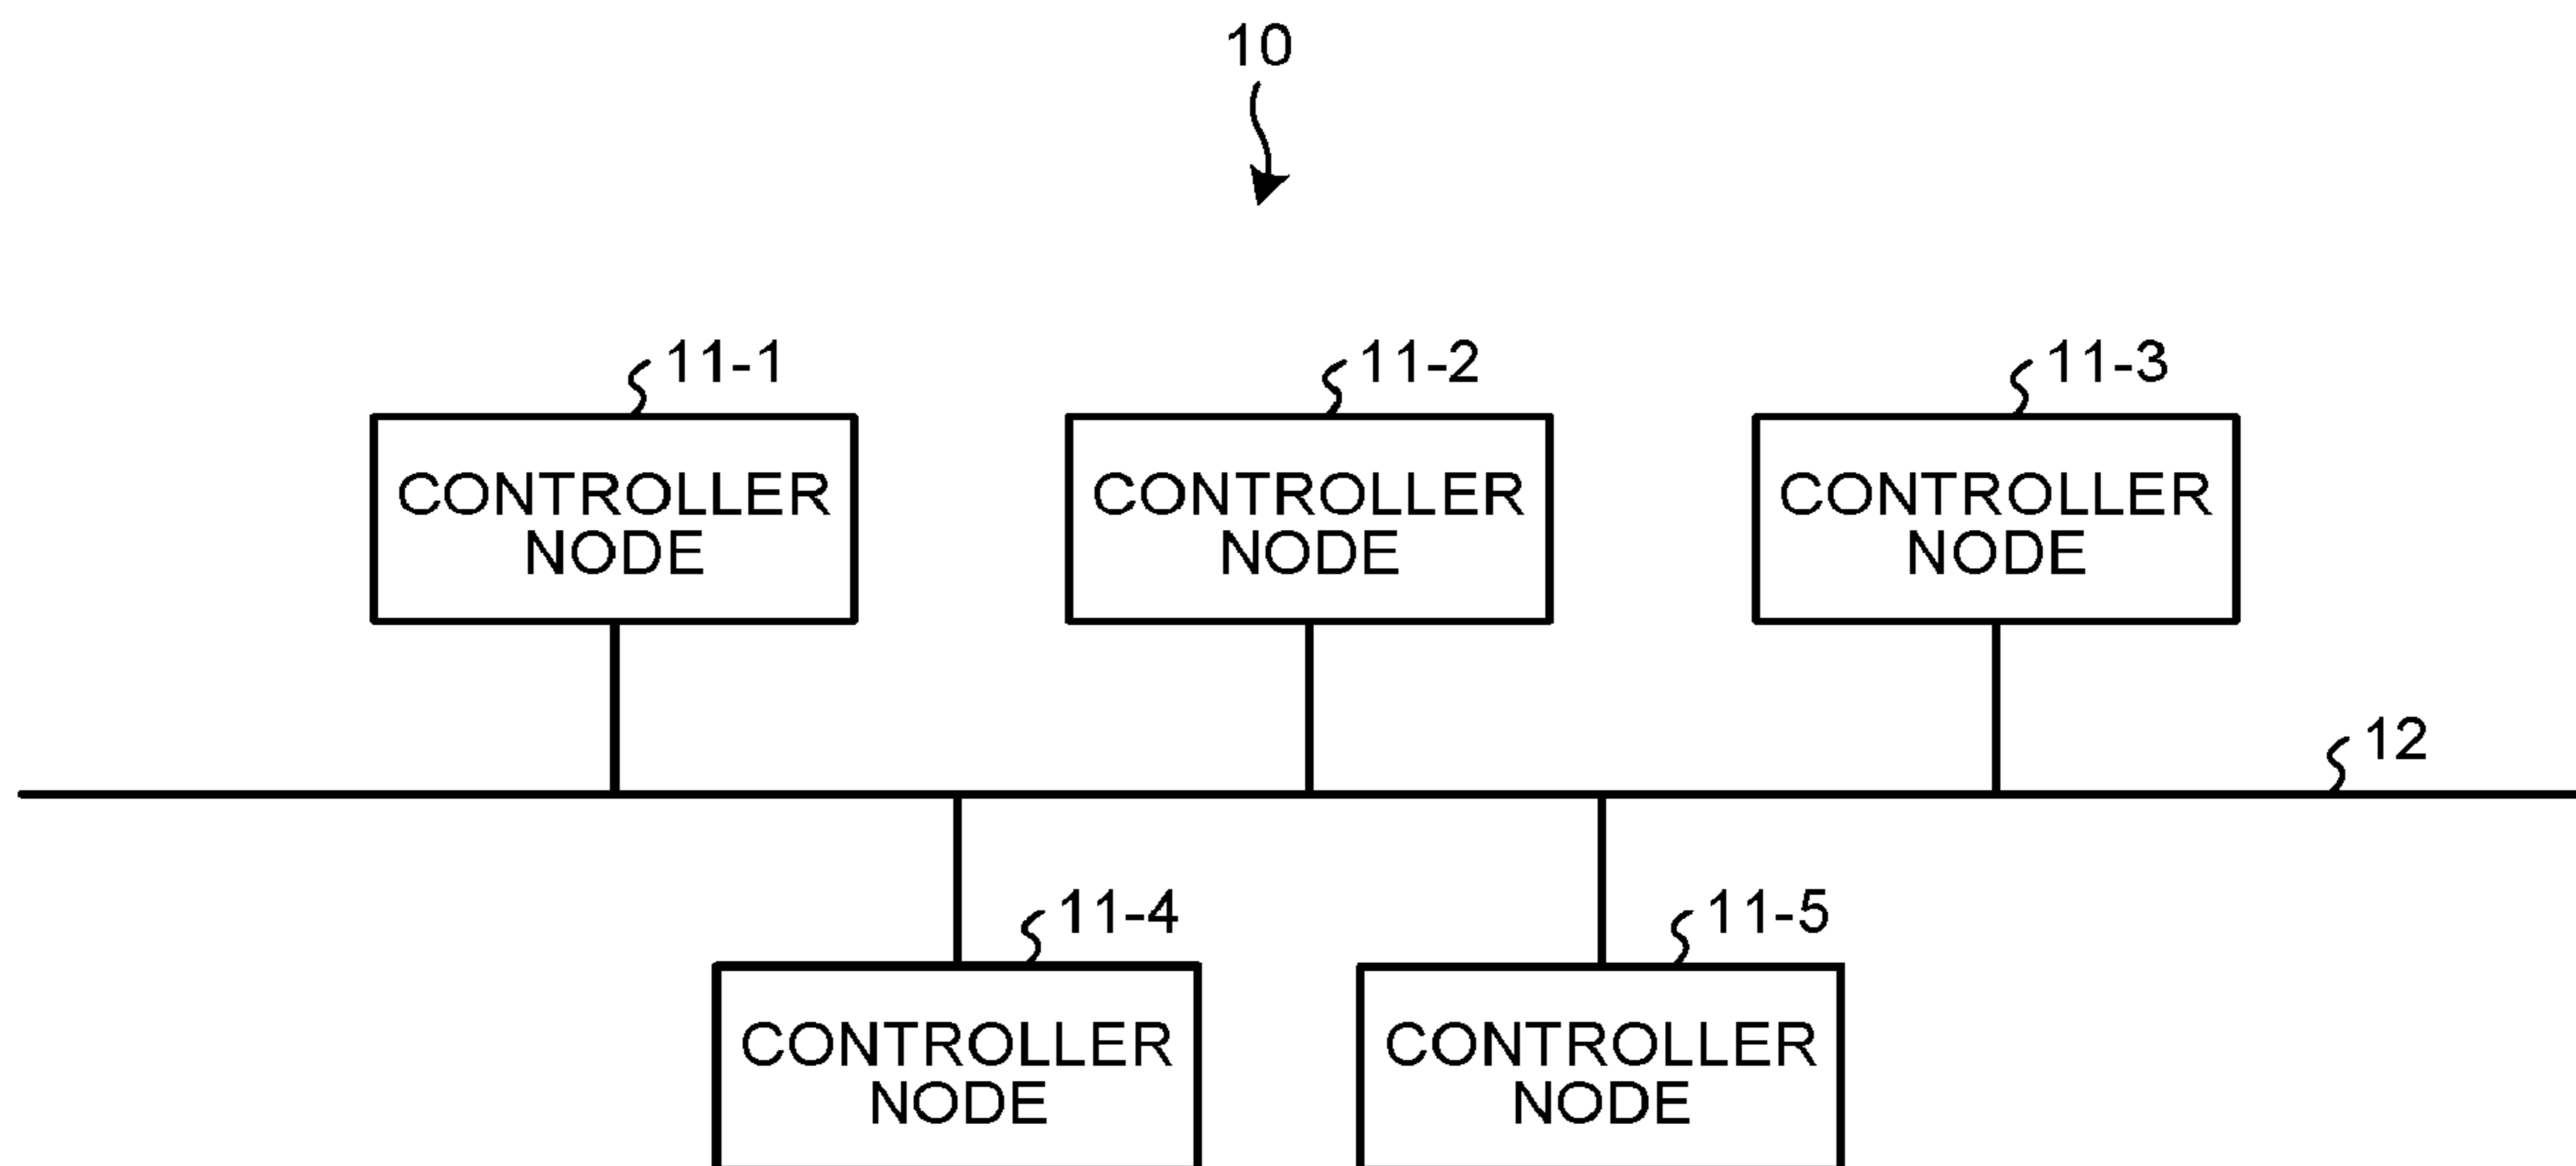 10
11-1
11-2
11-3
CONTROLLER
NODE
CONTROLLER
NODE
CONTROLLER
NODE
12
11-4
11-5
CONTROLLER
NODE
CONTROLLER
NODE